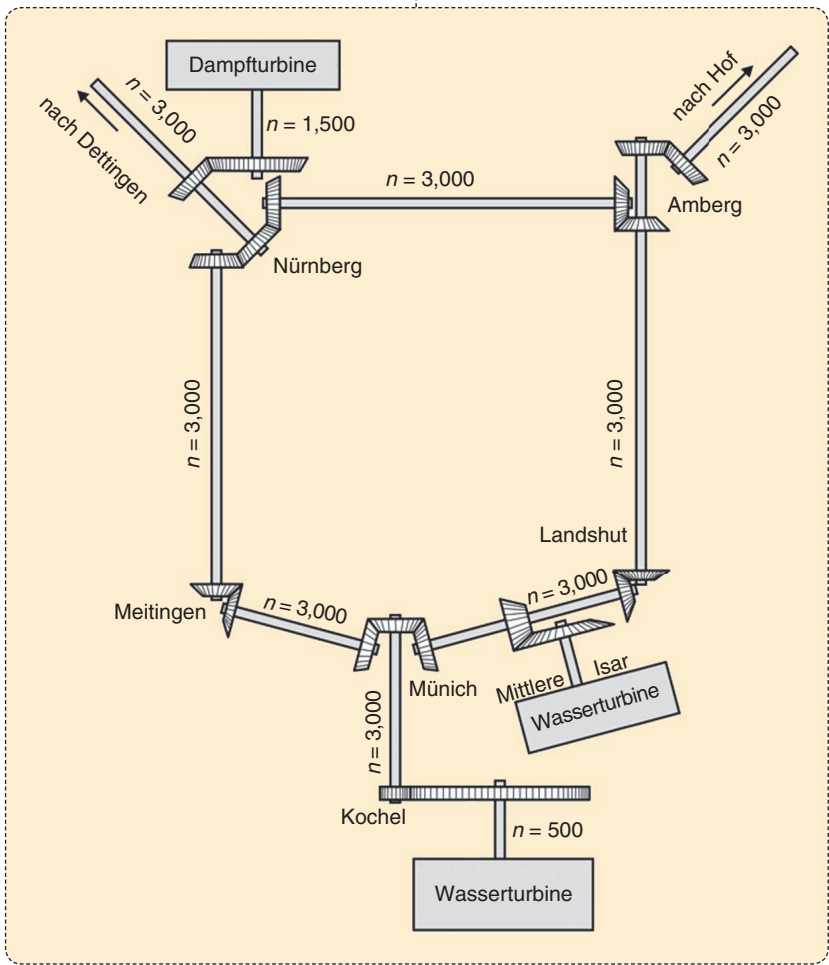 Dampfturbine
n = 1,500
n = 3,000
nach Dettingen
nach Hof
n = 3,000
n = 3,000
Amberg
Nürnberg
n = 3,000
n = 3,000
Landshut
n = 3,000
Meitingen
n = 3,000
Münich
Mittlere Isar
Wasserturbine
n = 3,000
Kochel
n = 500
Wasserturbine